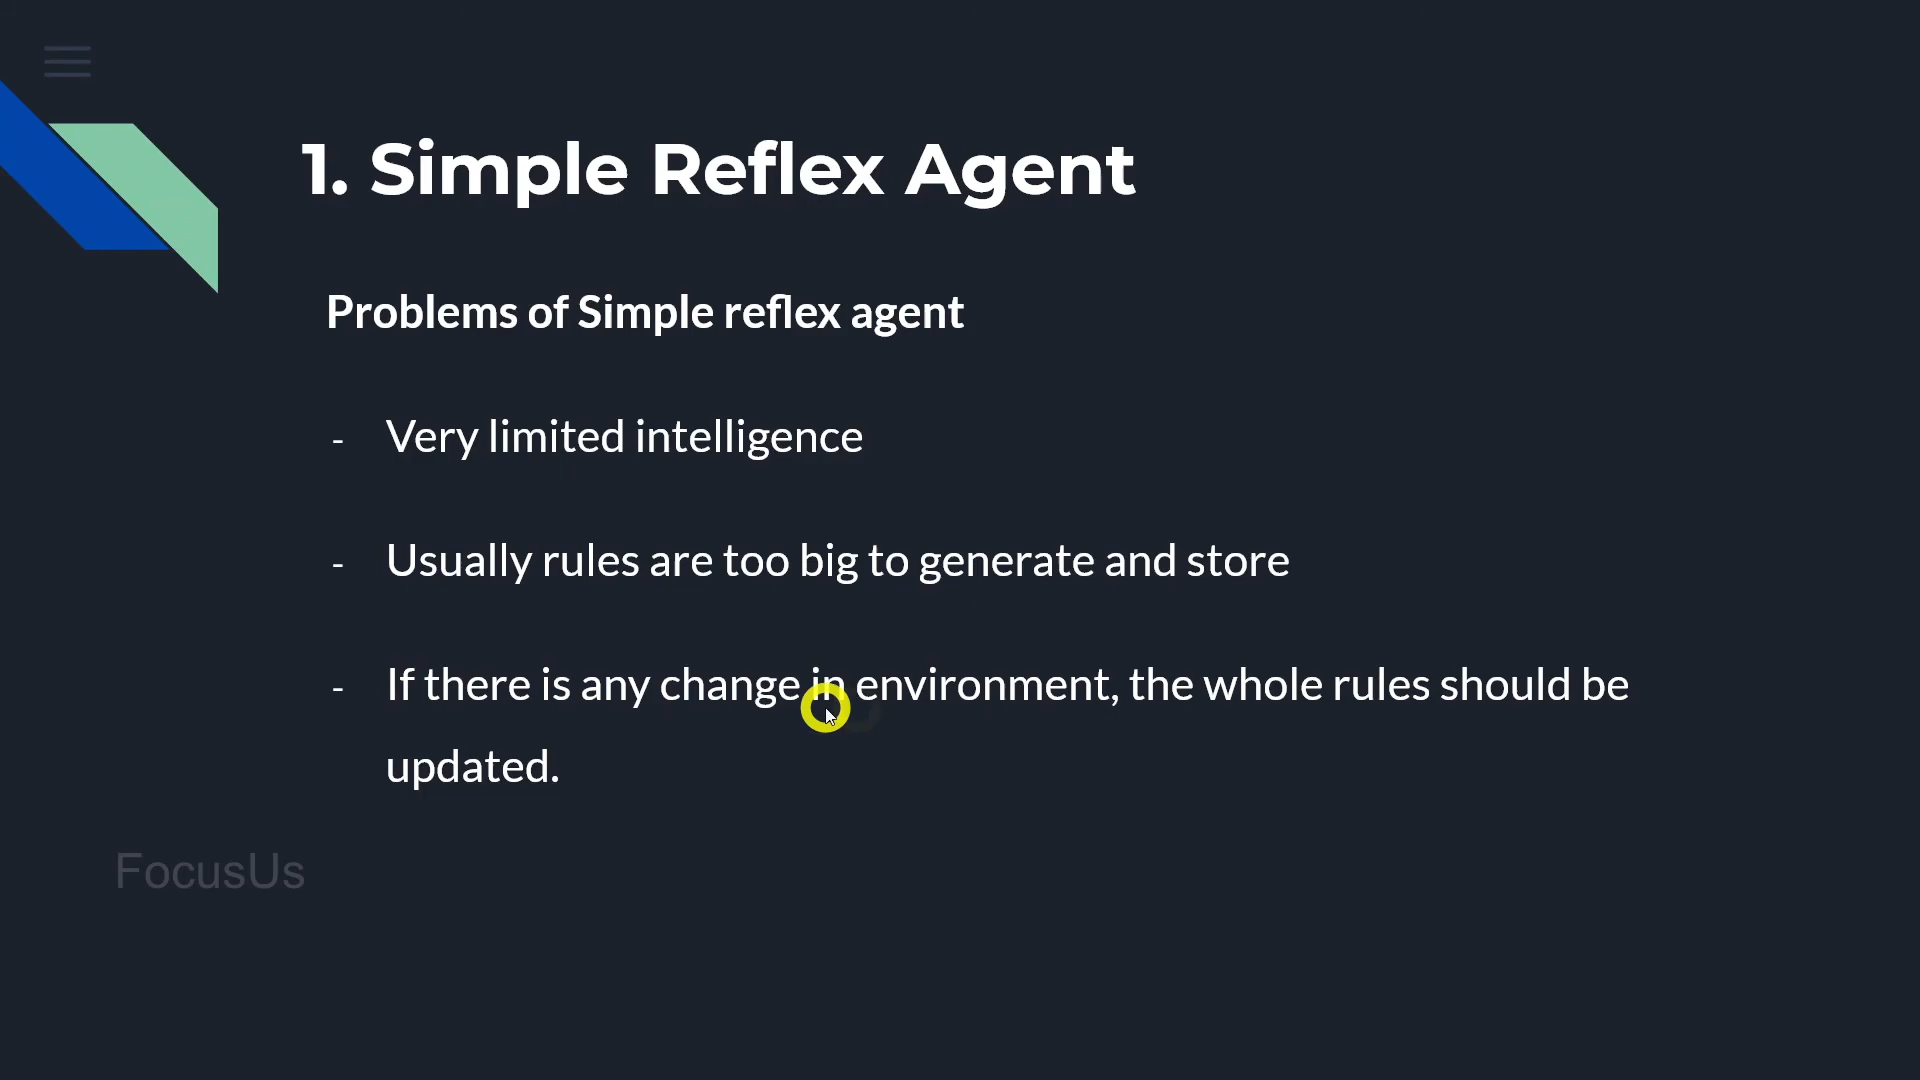 1. Simple Reflex Agent
Problems of Simple reflex agent
- Very limited intelligence
- Usually rules are too big to generate and store
- If there is any change in environment, the whole rules should be
updated.
FocusUs